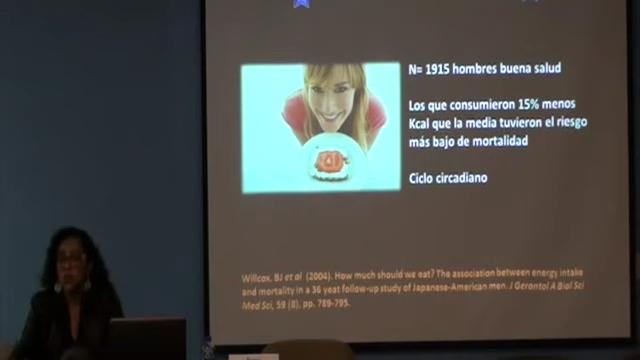 N= 1915 hombres buena salud
Los que consumieron 15% menos
Kcal que la media tuvieron el riesgo
más bajo de mortalidad
Ciclo circadiano
Willcox, BJ et al (2004). How much should we eat? The association between energy intake
and mortality in a 36 yeat follow-up study of Japanese-American men. J Gerontol A Biol Sci
Med Sci, 59 (8), pp. 789-795.